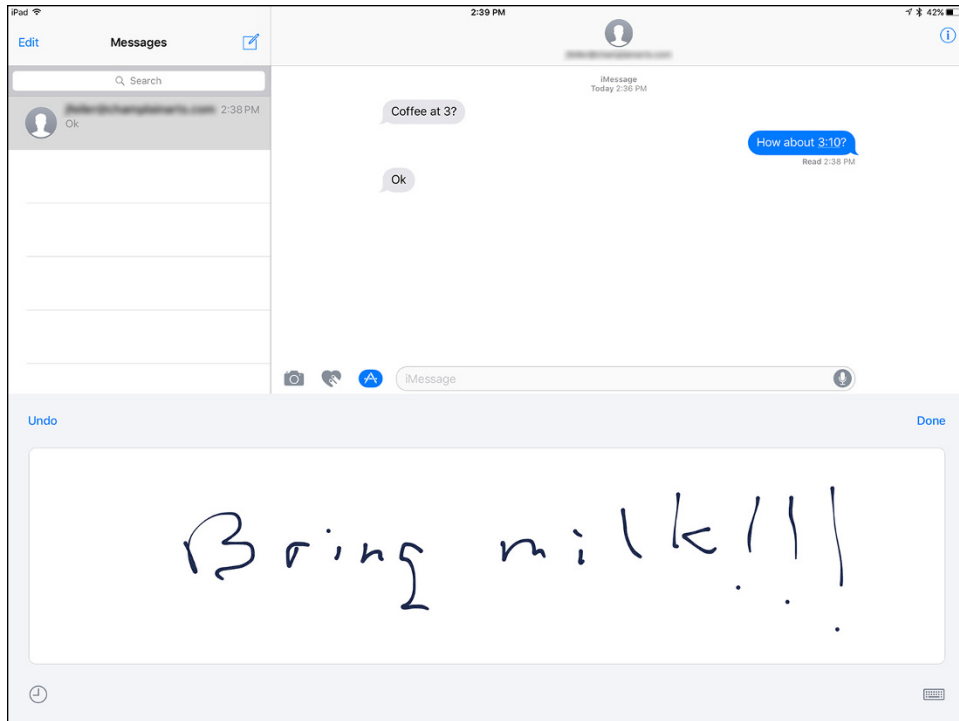 iPad 2:39 PM 42%
Edit Messages
Search
2:38 PM
Ok
iMessage
Today 2:36 PM
Coffee at 3?
How about 3:10?
Read 2:38 PM
Ok
iMessage
Undo Done
Bring milk!!!